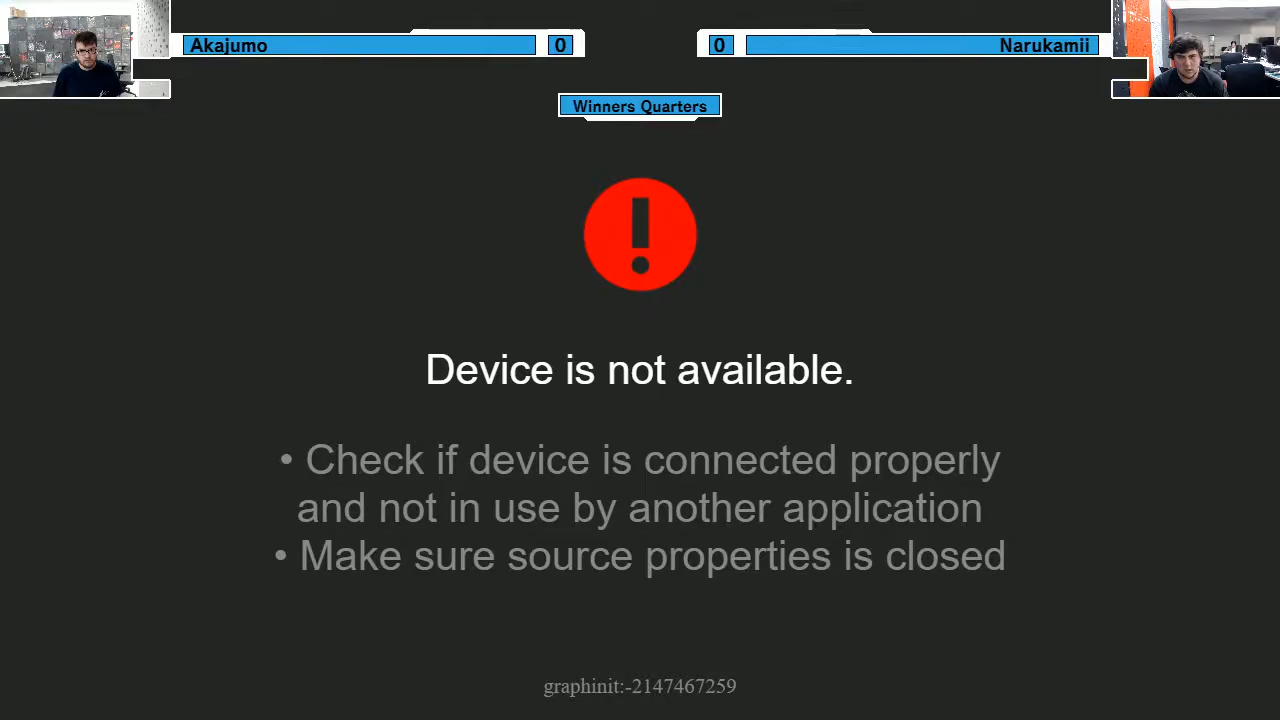 Akajumo 0 0 Narukamii
Winners Quarters
Device is not available.
• Check if device is connected properly
and not in use by another application
• Make sure source properties is closed
graphinit:-2147467259